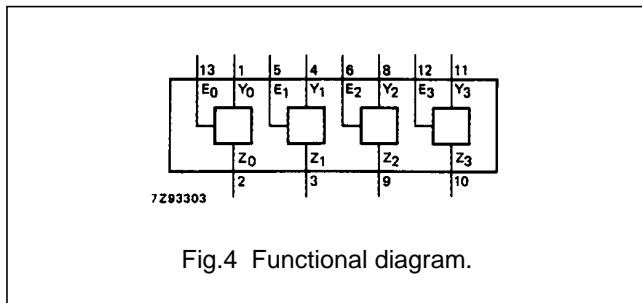 13 1 5 4 6 8 12 11
E0 Y0 E1 Y1 E2 Y2 E3 Y3
Z0 Z1 Z2 Z3
2 3 9 10
7Z93303
Fig.4 Functional diagram.